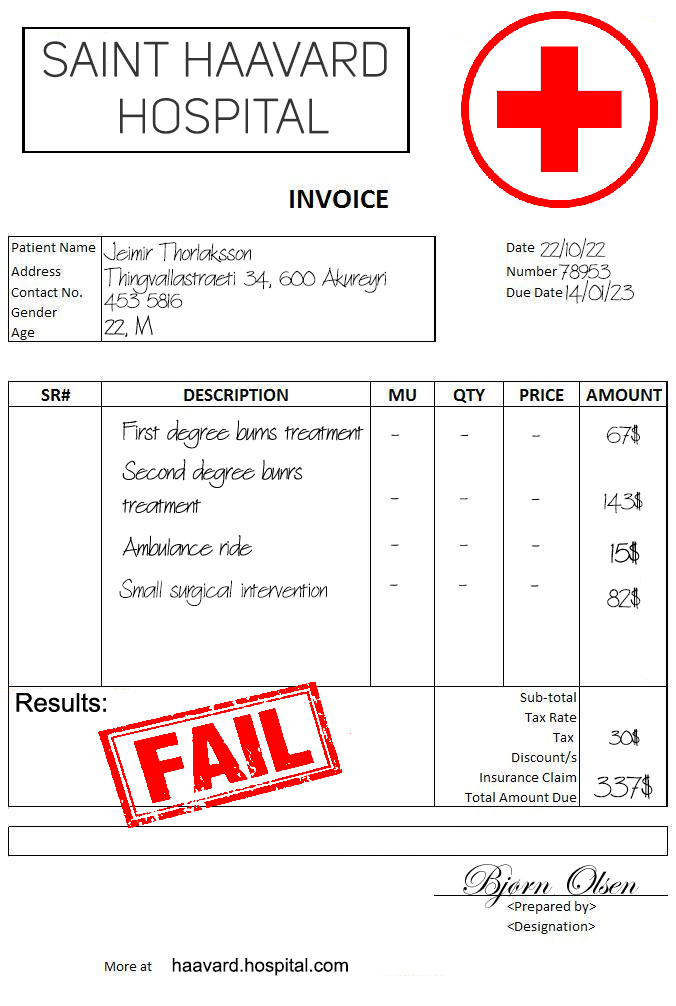 SAINT HAAVARD
HOSPITAL
INVOICE
Patient Name Jeimir Thorlaksson
Address Thingvallastraeti 34, 600 Akureyri
Contact No. 453 5816
Gender
Age 22, M
Date 22/10/22
Number 78953
Due Date 14/01/23
SR# DESCRIPTION MU QTY PRICE AMOUNT
First degree burns treatment - - - 67$
Second degree bunrs
treatment - - - 143$
Ambulance ride - - - 15$
Small surgical intervention - - - 82$
Results:
FAIL
Sub-total
Tax Rate
Tax 30$
Discount/s
Insurance Claim
Total Amount Due 337$
Bjørn Olsen
<Prepared by>
<Designation>
More at haavard.hospital.com